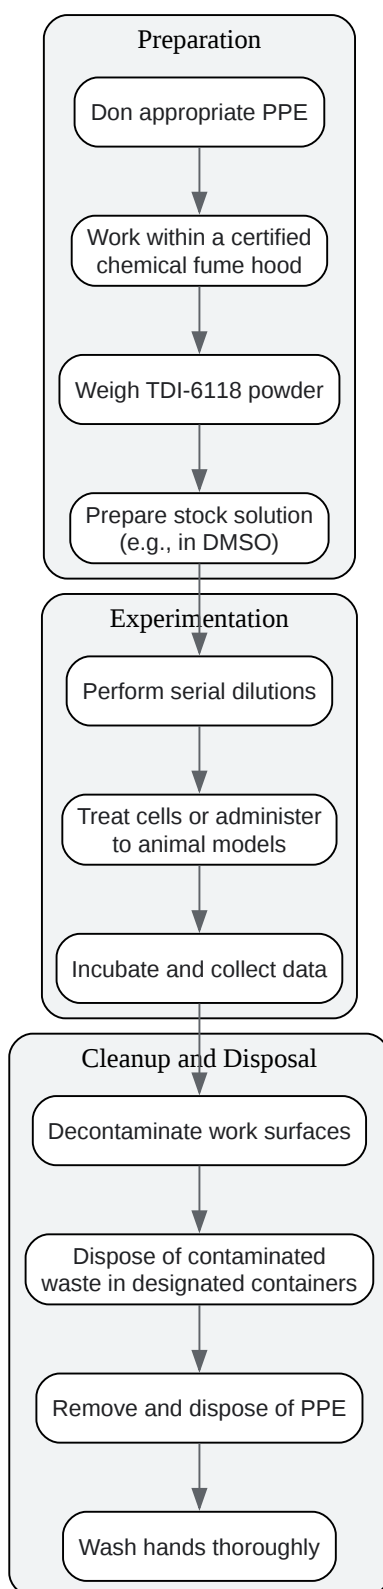 Preparation
Don appropriate PPE
Work within a certified
chemical fume hood
Weigh TDI-6118 powder
Prepare stock solution
(e.g., in DMSO)
Experimentation
Perform serial dilutions
Treat cells or administer
to animal models
Incubate and collect data
Cleanup and Disposal
Decontaminate work surfaces
Dispose of contaminated
waste in designated containers
Remove and dispose of PPE
Wash hands thoroughly